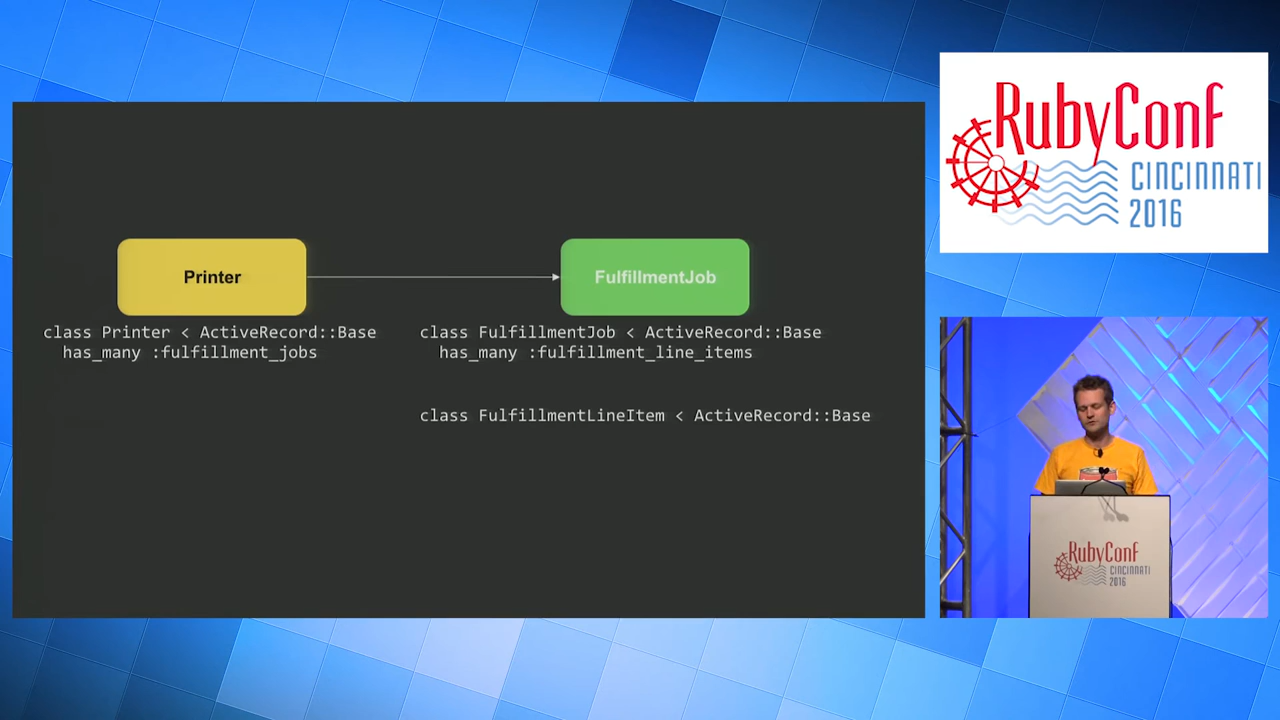 Printer
FulfillmentJob
class Printer < ActiveRecord::Base
  has_many :fulfillment_jobs
class FulfillmentJob < ActiveRecord::Base
  has_many :fulfillment_line_items
class FulfillmentLineItem < ActiveRecord::Base
RubyConf
CINCINNATI
2016
RubyConf
CINCINNATI
2016